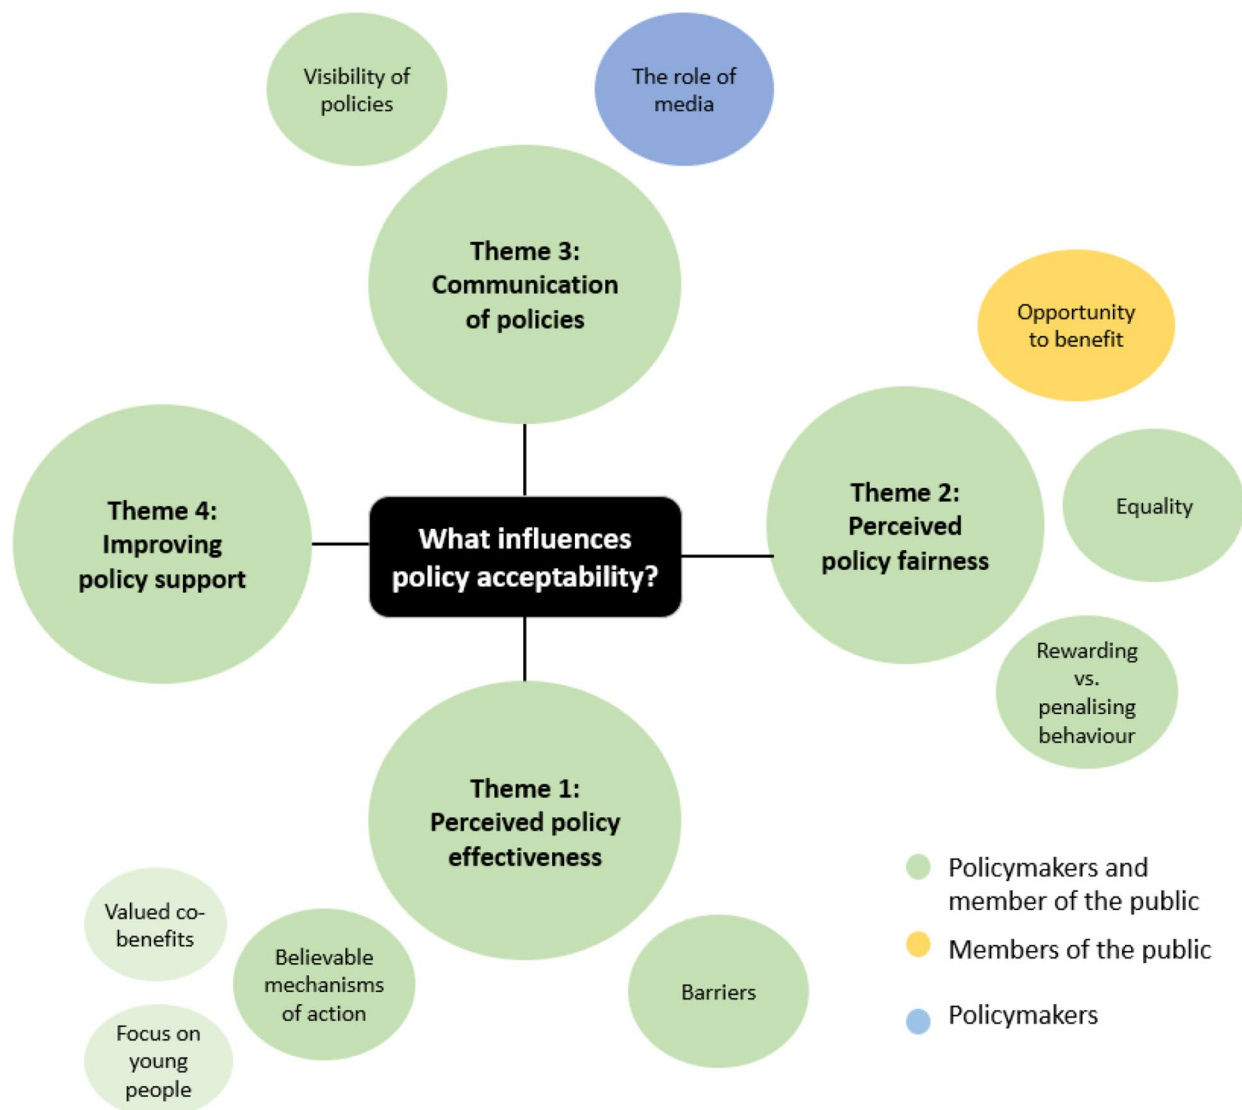 Visibility of
policies
The role of
media
Theme 3:
Communication
of policies
Opportunity
to benefit
Theme 4:
Improving
policy support
What influences
policy acceptability?
Theme 2:
Perceived
policy fairness
Equality
Rewarding
vs.
penalising
behaviour
Theme 1:
Perceived policy
effectiveness
Valued co-
benefits
Believable
mechanisms
of action
Barriers
Focus on
young
people
Policymakers and
member of the public
Members of the public
Policymakers